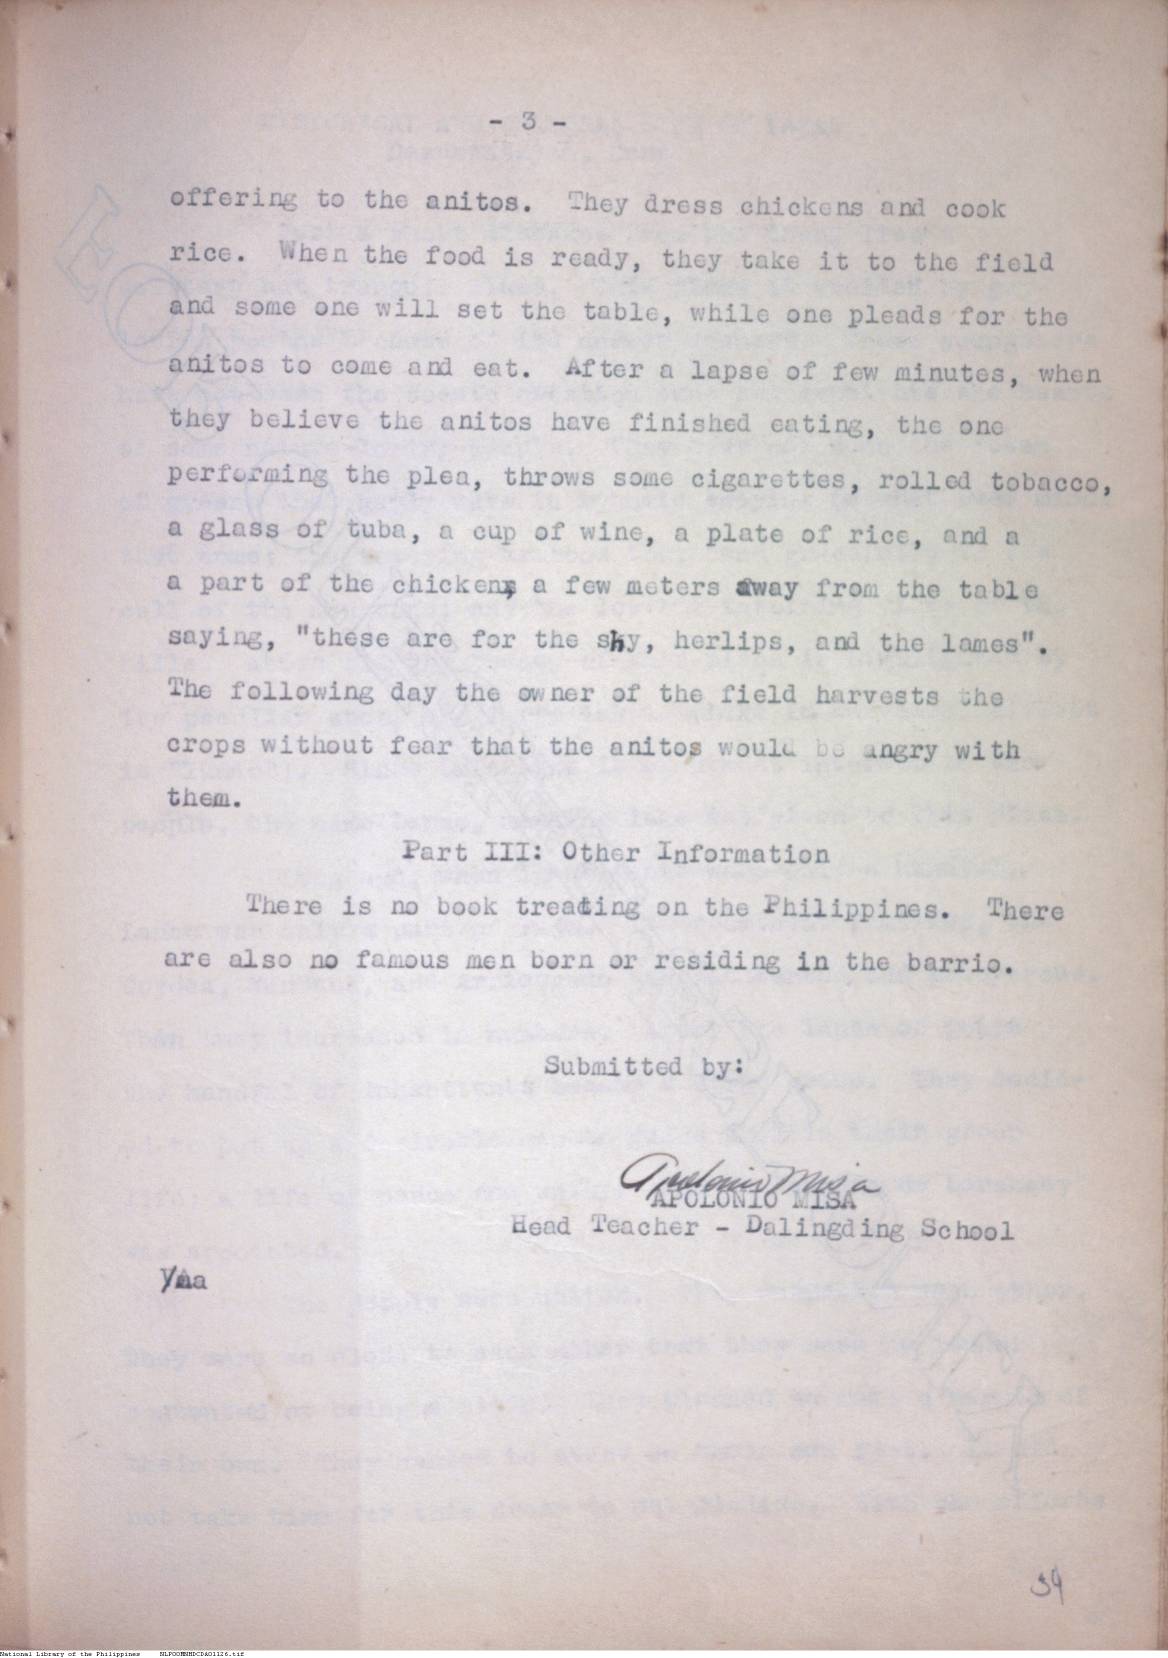 - 3 -
offering to the anitos. They dress chickens and cook
rice. When the food is ready, they take it to the field
and some one will set the table, while one pleads for the
anitos to come and eat. After a lapse of few minutes, when
they believe the anitos have finished eating, the one
performing the plea, throws some cigarettes, rolled tobacco,
a glass of tuba, a cup of wine, a plate of rice, and a
a part of the chicken, a few meters away from the table
saying, "these are for the shy, herlips, and the lames".
The following day the owner of the field harvests the
crops without fear that the anitos would be angry with
them.
Part III: Other Information
There is no book treating on the Philippines. There
are also no famous men born or residing in the barrio.
Submitted by:
Apolonio Misa
APOLONIO MISA
Head Teacher - Dalingding School
39
National Library of the Philippines NLPOOMNHDCDA01126.tif